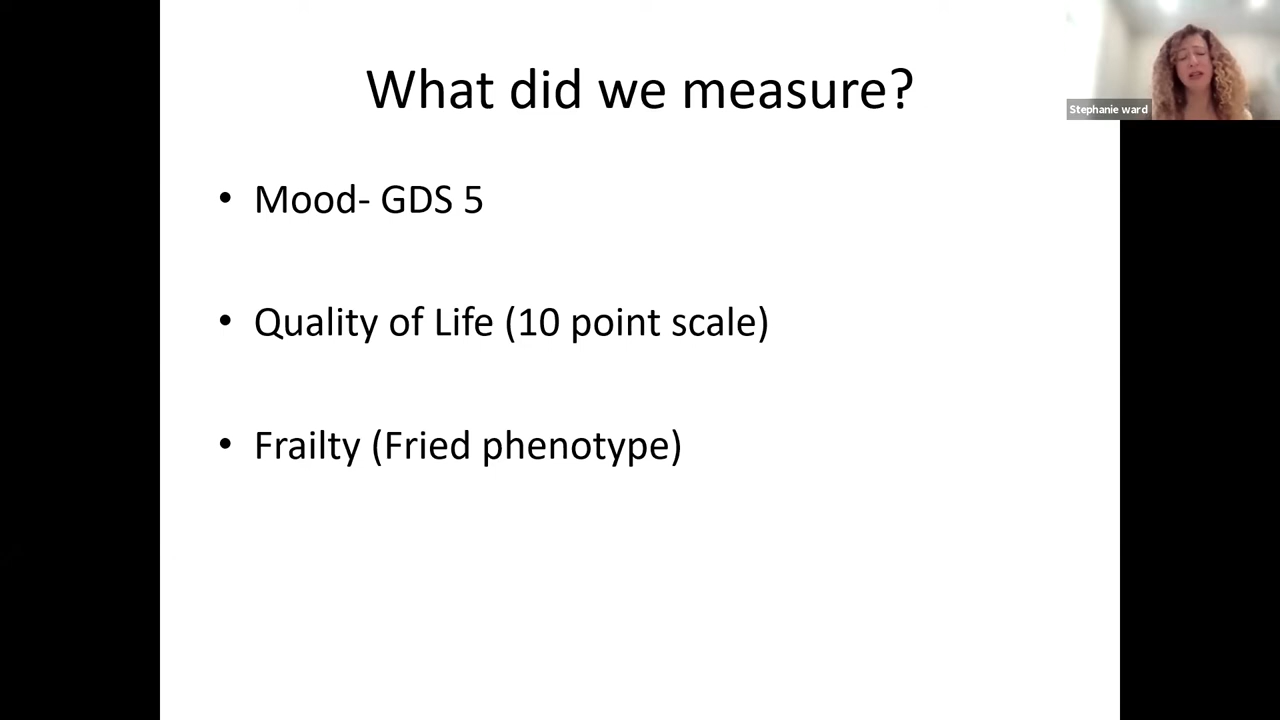 What did we measure?
Stephanie ward
• Mood- GDS 5
• Quality of Life (10 point scale)
• Frailty (Fried phenotype)